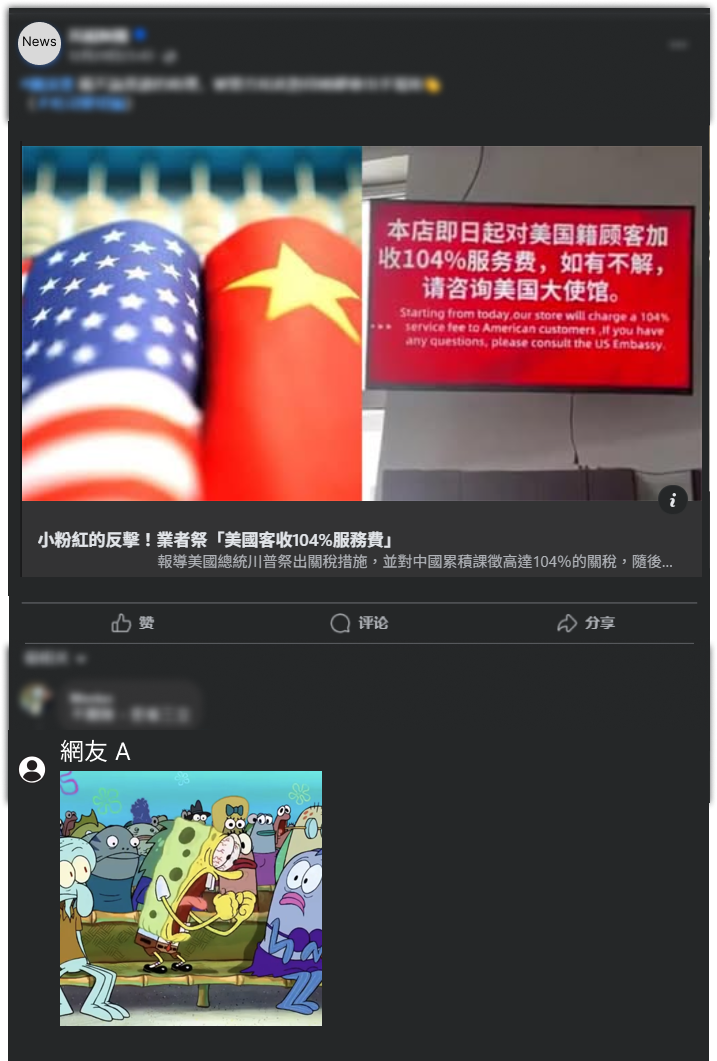 News
本店即日起对美国籍顾客加
收104%服务费，如有不解，
请咨询美国大使馆。
Starting from today,our store will charge a 104%
service fee to American customers ,If you have
any questions, please consult the US Embassy.
i
小粉紅的反擊！業者祭「美國客收104%服務費」
報導美國總統川普祭出關稅措施，並對中國累積課徵高達104%的關稅，隨後...
赞
评论
分享
網友 A